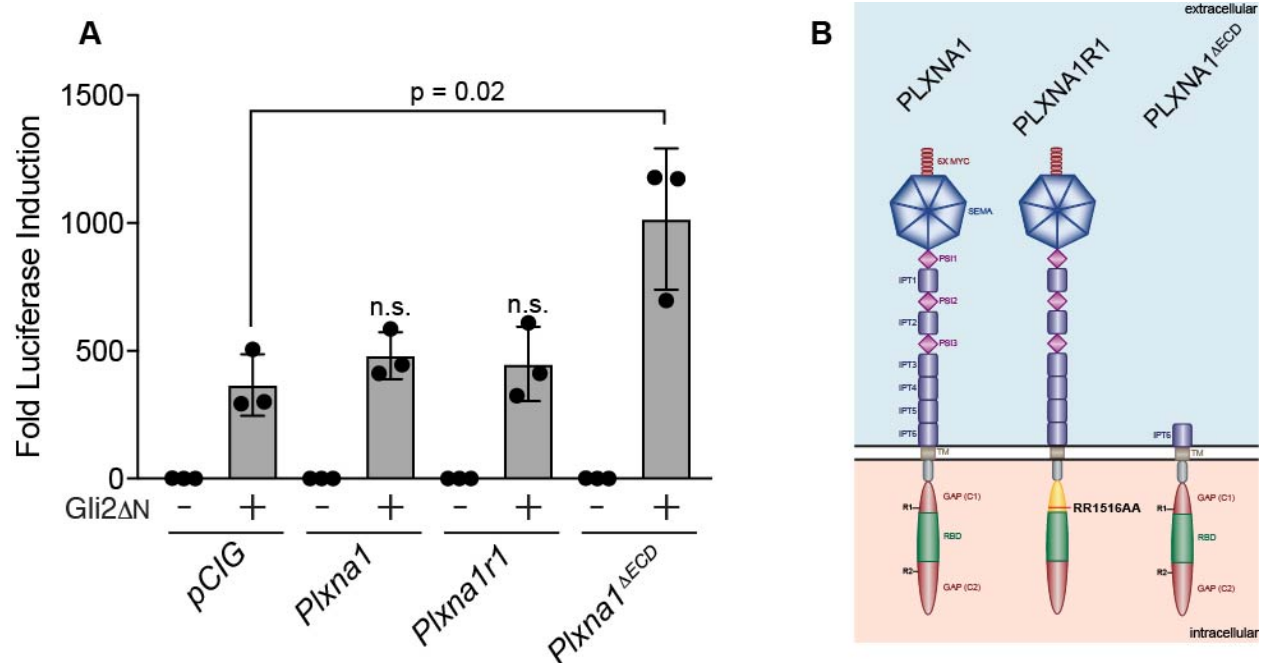 A
p = 0.02
1500
1000
500
0
Fold Luciferase Induction
n.s.
n.s.
Gli2ΔN - + - + - + - +
pCIG
Plxna1
Plxna1r1
Plxna1ΔECD
B
extracellular
PLXNA1
PLXNA1R1
PLXNA1ΔECD
6X MYC
SEMA
PSI1
IPT1
PSI2
IPT2
PSI3
IPT3
IPT4
IPT5
IPT6
IPT6
TM
TM
GAP (C1)
GAP (C1)
R1
RR1516AA
R1
RBD
RBD
R2
R2
GAP (C2)
GAP (C2)
intracellular